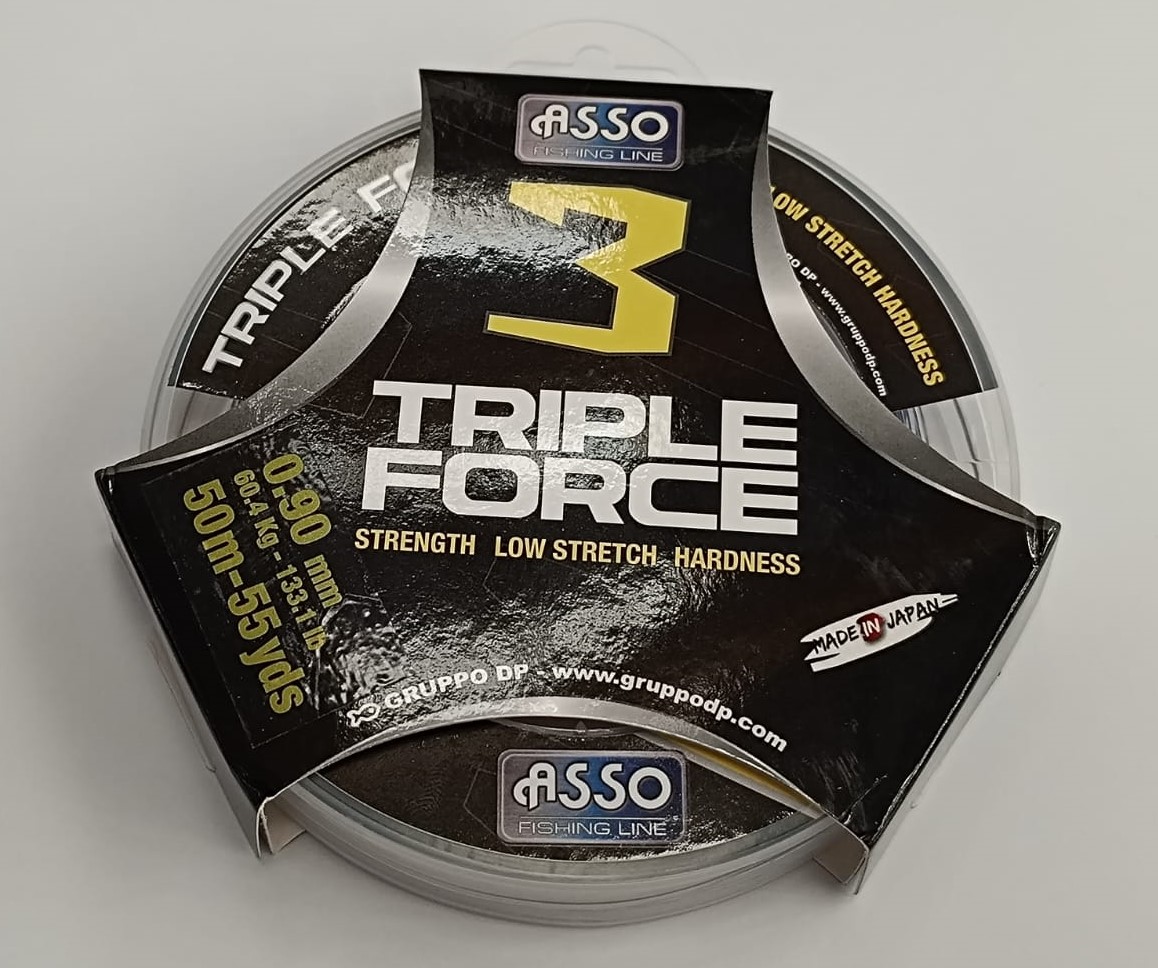 ASSO
FISHING LINE
3
TRIPLE FO
LOW STRETCH HARDNESS
DP - www.gruppodp.com
TRIPLE
FORCE
STRENGTH LOW STRETCH HARDNESS
0.90 mm
60.4 Kg - 133.1 lb
50m-55yds
MADE IN JAPAN
GRUPPO DP - www.gruppodp.com
ASSO
FISHING LINE